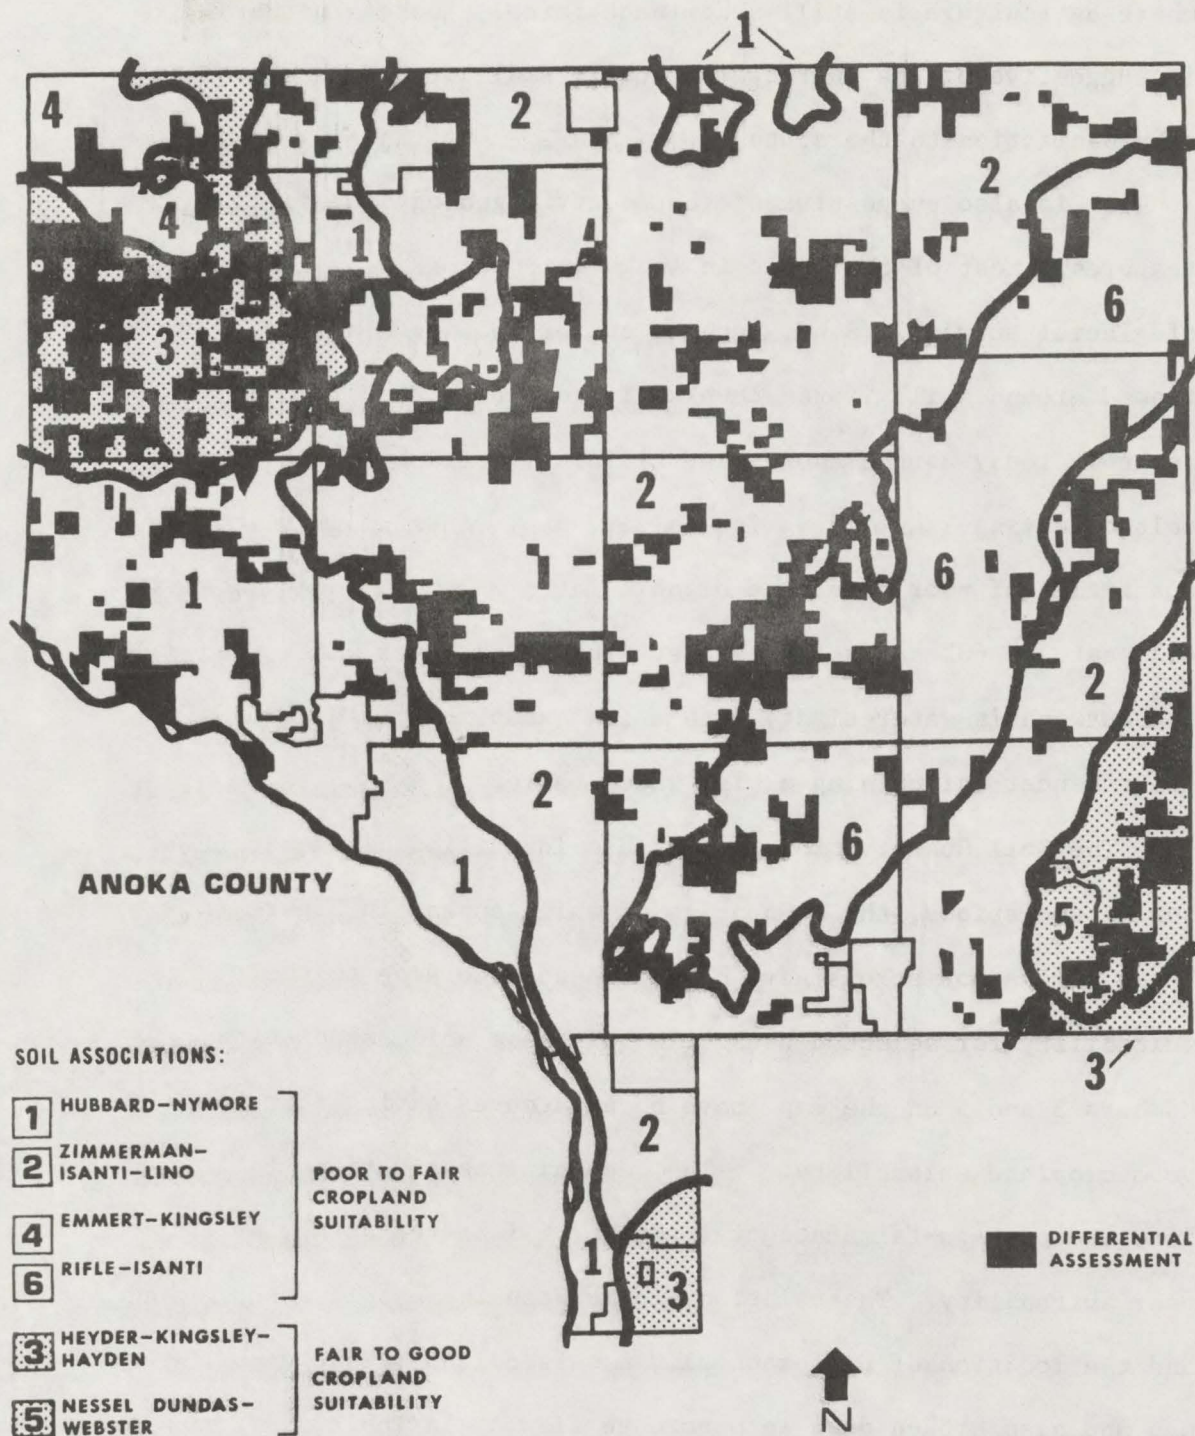 1
4
2
2
4
1
6
3
2
1
6
2
2
6
1
5
3
2
1
3
ANOKA COUNTY
SOIL ASSOCIATIONS:
1 HUBBARD-NYMORE
2 ZIMMERMAN-
ISANTI-LINO
4 EMMERT-KINGSLEY
6 RIFLE-ISANTI
POOR TO FAIR
CROPLAND
SUITABILITY
3 HEYDER-KINGSLEY-
HAYDEN
5 NESSEL DUNDAS-
WEBSTER
FAIR TO GOOD
CROPLAND
SUITABILITY
DIFFERENTIAL
ASSESSMENT
N